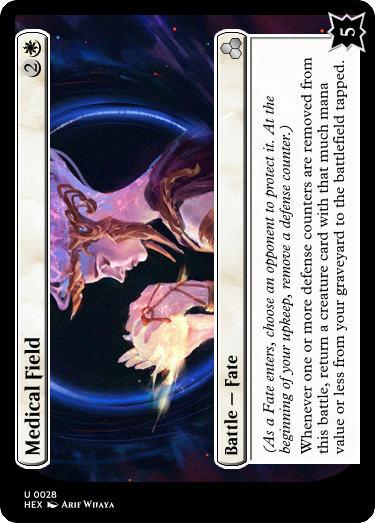 Medical Field
2
Battle — Fate
5
(As a Fate enters, choose an opponent to protect it. At the
beginning of your upkeep, remove a defense counter.)
Whenever one or more defense counters are removed from
this battle, return a creature card with that much mana
value or less from your graveyard to the battlefield tapped.
U 0028
HEX Arif Wijaya